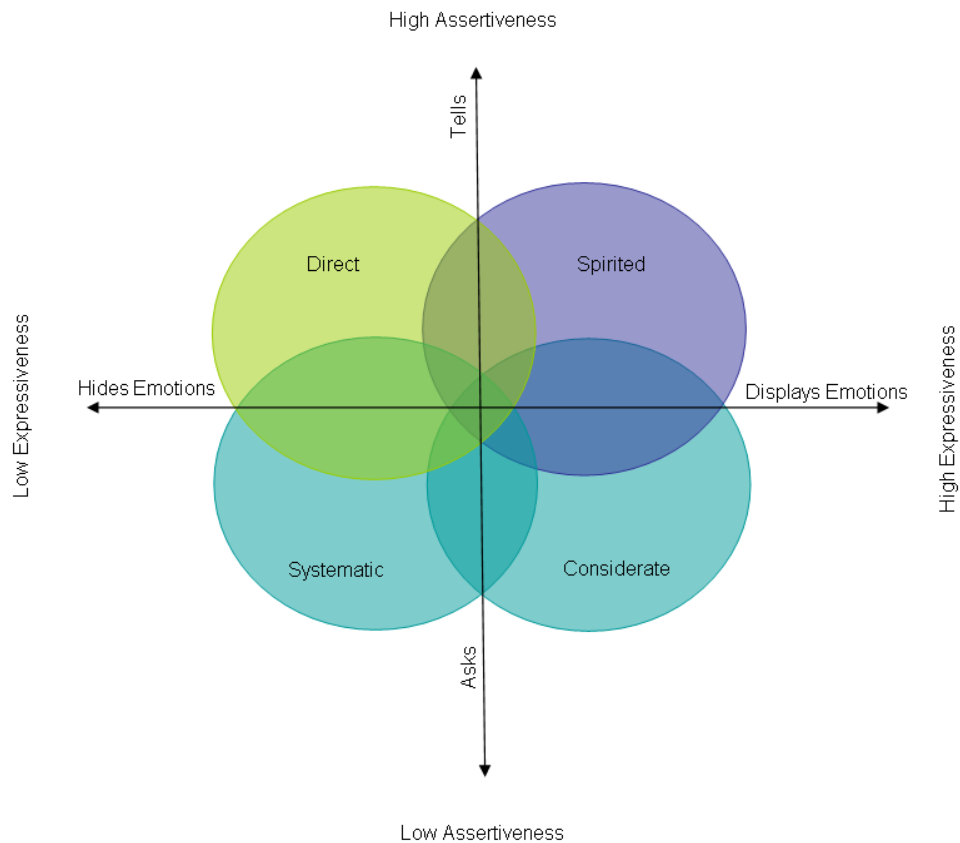 High Assertiveness
Tells
Direct
Spirited
Low Expressiveness
Hides Emotions
Displays Emotions
High Expressiveness
Systematic
Considerate
Asks
Low Assertiveness